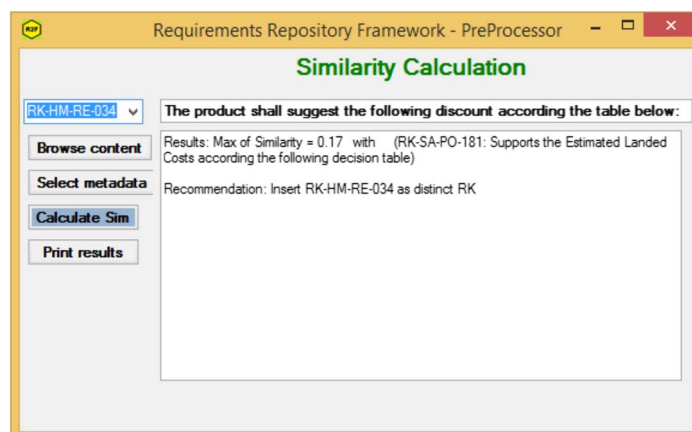 R2F
Requirements Repository Framework - PreProcessor
Similarity Calculation
RK-HM-RE-034
The product shall suggest the following discount according the table below:
Browse content
Select metadata
Calculate Sim
Print results
Results: Max of Similarity = 0.17 with (RK-SA-PO-181: Supports the Estimated Landed
Costs according the following decision table)
Recommendation: Insert RK-HM-RE-034 as distinct RK